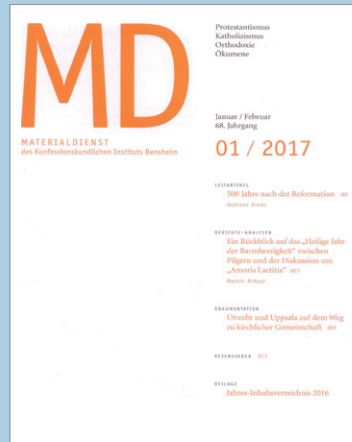 MD
MATERIALDIENST
des Konfessionskundlichen Instituts Bensheim
Protestantismus
Katholizismus
Orthodoxie
Ökumene
Januar / Februar
68. Jahrgang
01 / 2017
LEITARTIKEL
500 Jahre nach der Reformation
Andreas Krebs
BERICHTE-ANALYSEN
Ein Rückblick auf das „Heilige Jahr
der Barmherzigkeit“ zwischen
Pilgern und der Diskussion um
„Amoris Laetitia“ 003
Martin Bräuer
DOKUMENTATION
Utrecht und Uppsala auf dem Weg
zu kirchlicher Gemeinschaft
REZENSIONEN
BEILAGE
Jahres-Inhaltsverzeichnis 2016